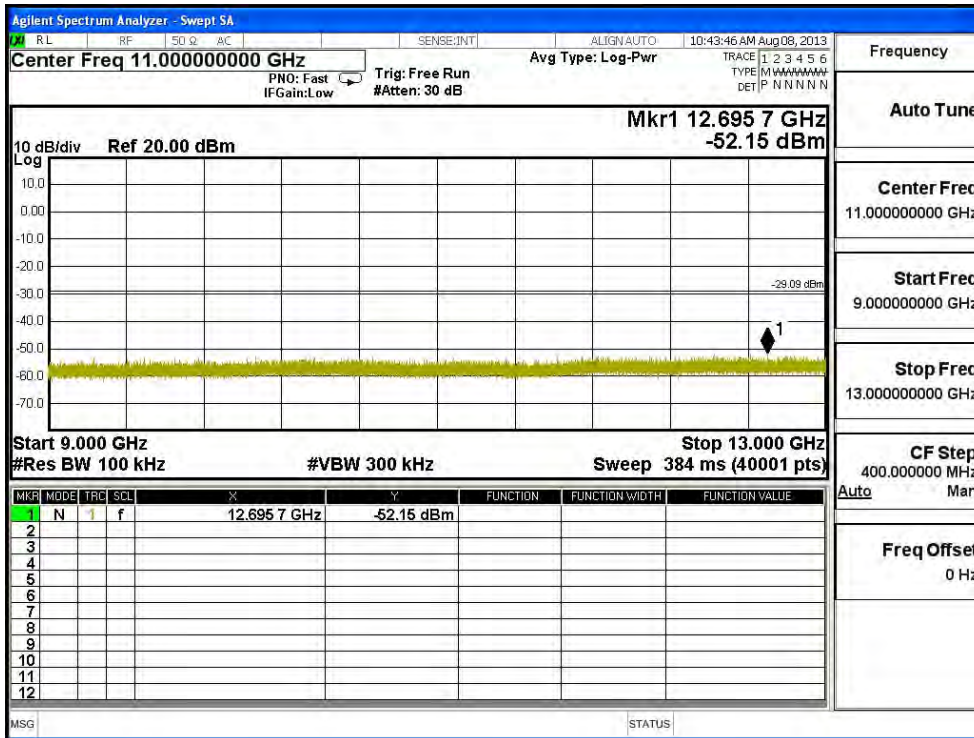 Agilent Spectrum Analyzer - Swept SA
RL RF 50 Ω AC SENSE:INT ALIGN AUTO 10:43:46 AM Aug 08, 2013
Center Freq 11.000000000 GHz
PNO: Fast
IFGain:Low
Trig: Free Run
#Atten: 30 dB
Avg Type: Log-Pwr
TRACE 1 2 3 4 5 6
TYPE M
DET P N N N N N
Mkr1 12.695 7 GHz
-52.15 dBm
10 dB/div Ref 20.00 dBm
Log
10.0
0.00
-10.0
-20.0
-29.09 dBm
-30.0
-40.0
1
-50.0
-60.0
-70.0
Start 9.000 GHz Stop 13.000 GHz
#Res BW 100 kHz #VBW 300 kHz Sweep 384 ms (40001 pts)
MKR MODE TRC SCL X Y FUNCTION FUNCTION WIDTH FUNCTION VALUE
1 N 1 f 12.695 7 GHz -52.15 dBm
2
3
4
5
6
7
8
9
10
11
12
MSG STATUS
Frequency
Auto Tune
Center Freq
11.000000000 GHz
Start Freq
9.000000000 GHz
Stop Freq
13.000000000 GHz
CF Step
400.000000 MHz
Auto Man
Freq Offset
0 Hz